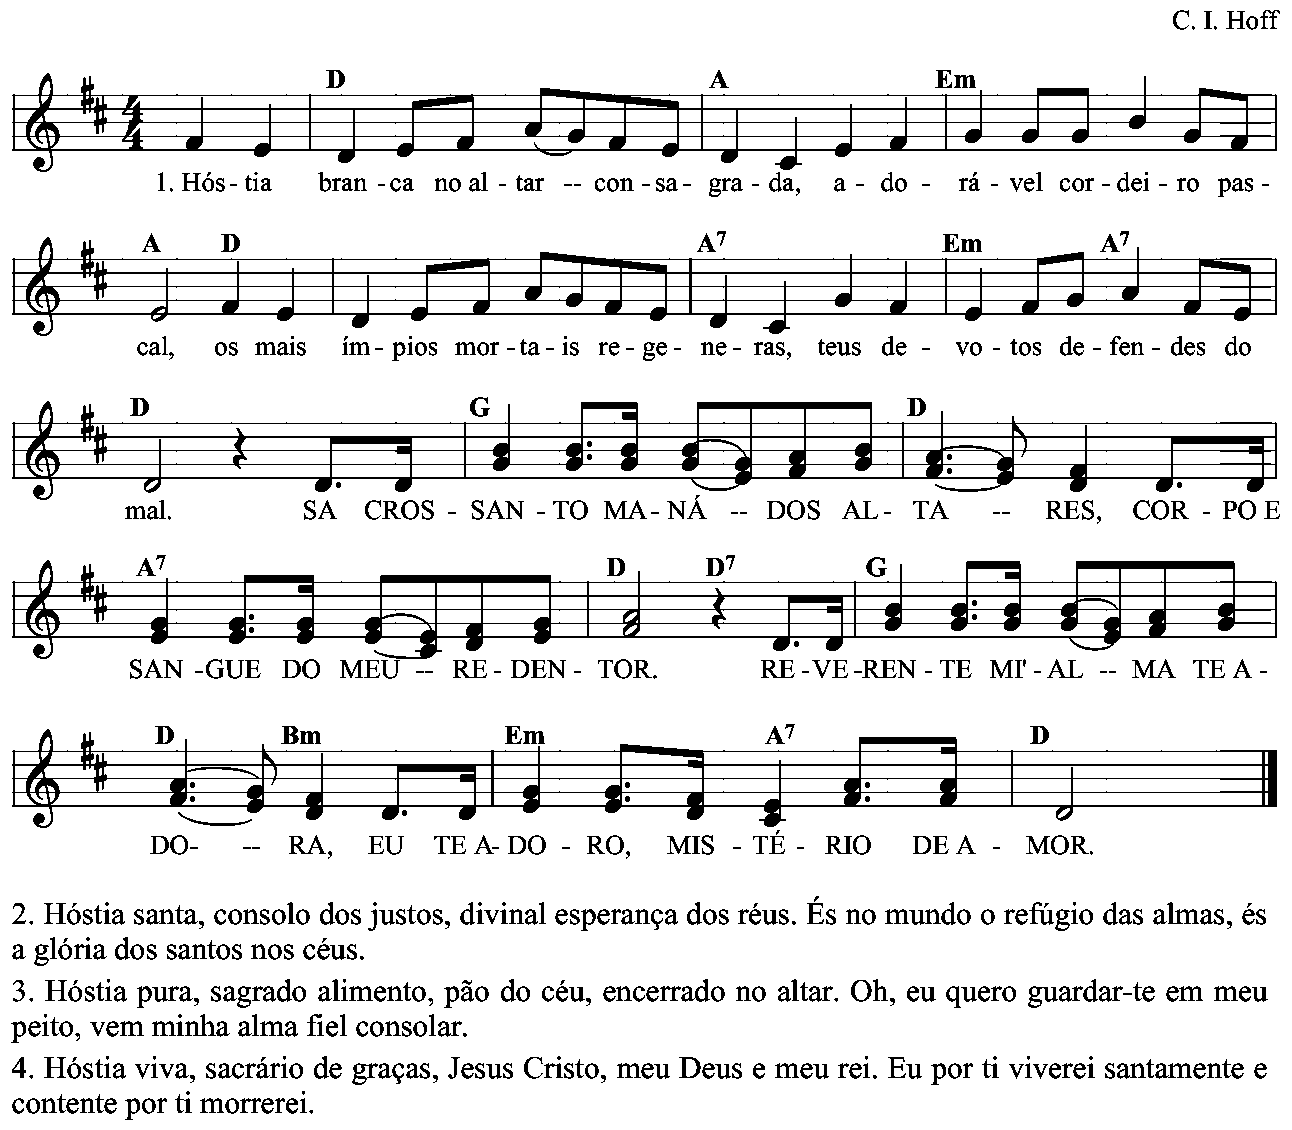 C. I. Hoff
D A Em
4/4
1. Hós - tia bran - ca no al - tar -- con - sa - gra - da, a - do - rá - vel cor - dei - ro pas -
A D A7 Em A7
cal, os mais ím - pios mor - ta - is re - ge - ne - ras, teus de - vo - tos de - fen - des do
D G D
mal. SA CROS - SAN - TO MA - NÁ -- DOS AL - TA -- RES, COR - PO E
A7 D D7 G
SAN - GUE DO MEU -- RE - DEN - TOR. RE - VE - REN - TE MI' - AL -- MA TE A -
D Bm Em A7 D
DO- -- RA, EU TE A - DO - RO, MIS - TÉ - RIO DE A - MOR.
2. Hóstia santa, consolo dos justos, divinal esperança dos réus. És no mundo o refúgio das almas, és
a glória dos santos nos céus.
3. Hóstia pura, sagrado alimento, pão do céu, encerrado no altar. Oh, eu quero guardar-te em meu
peito, vem minha alma fiel consolar.
4. Hóstia viva, sacrário de graças, Jesus Cristo, meu Deus e meu rei. Eu por ti viverei santamente e
contente por ti morrerei.